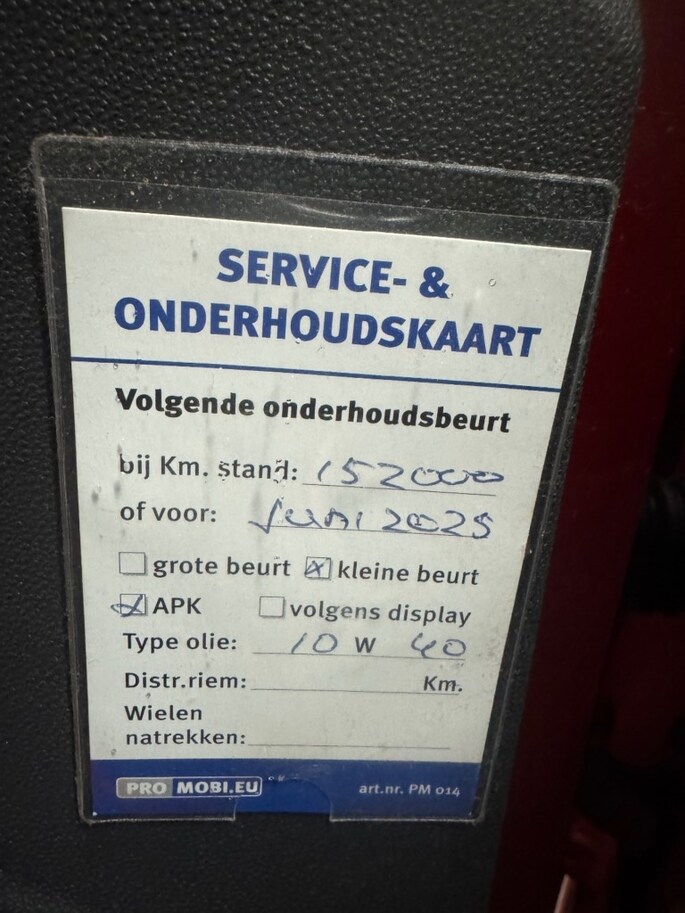 SERVICE- &
ONDERHOUDSKAART
Volgende onderhoudsbeurt
bij Km. stand: 152000
of voor: Juni 2025
grote beurt kleine beurt
APK volgens display
Type olie: 10 W 40
Distr.riem: Km.
Wielen
natrekken:
PRO MOBI.EU art.nr. PM 014